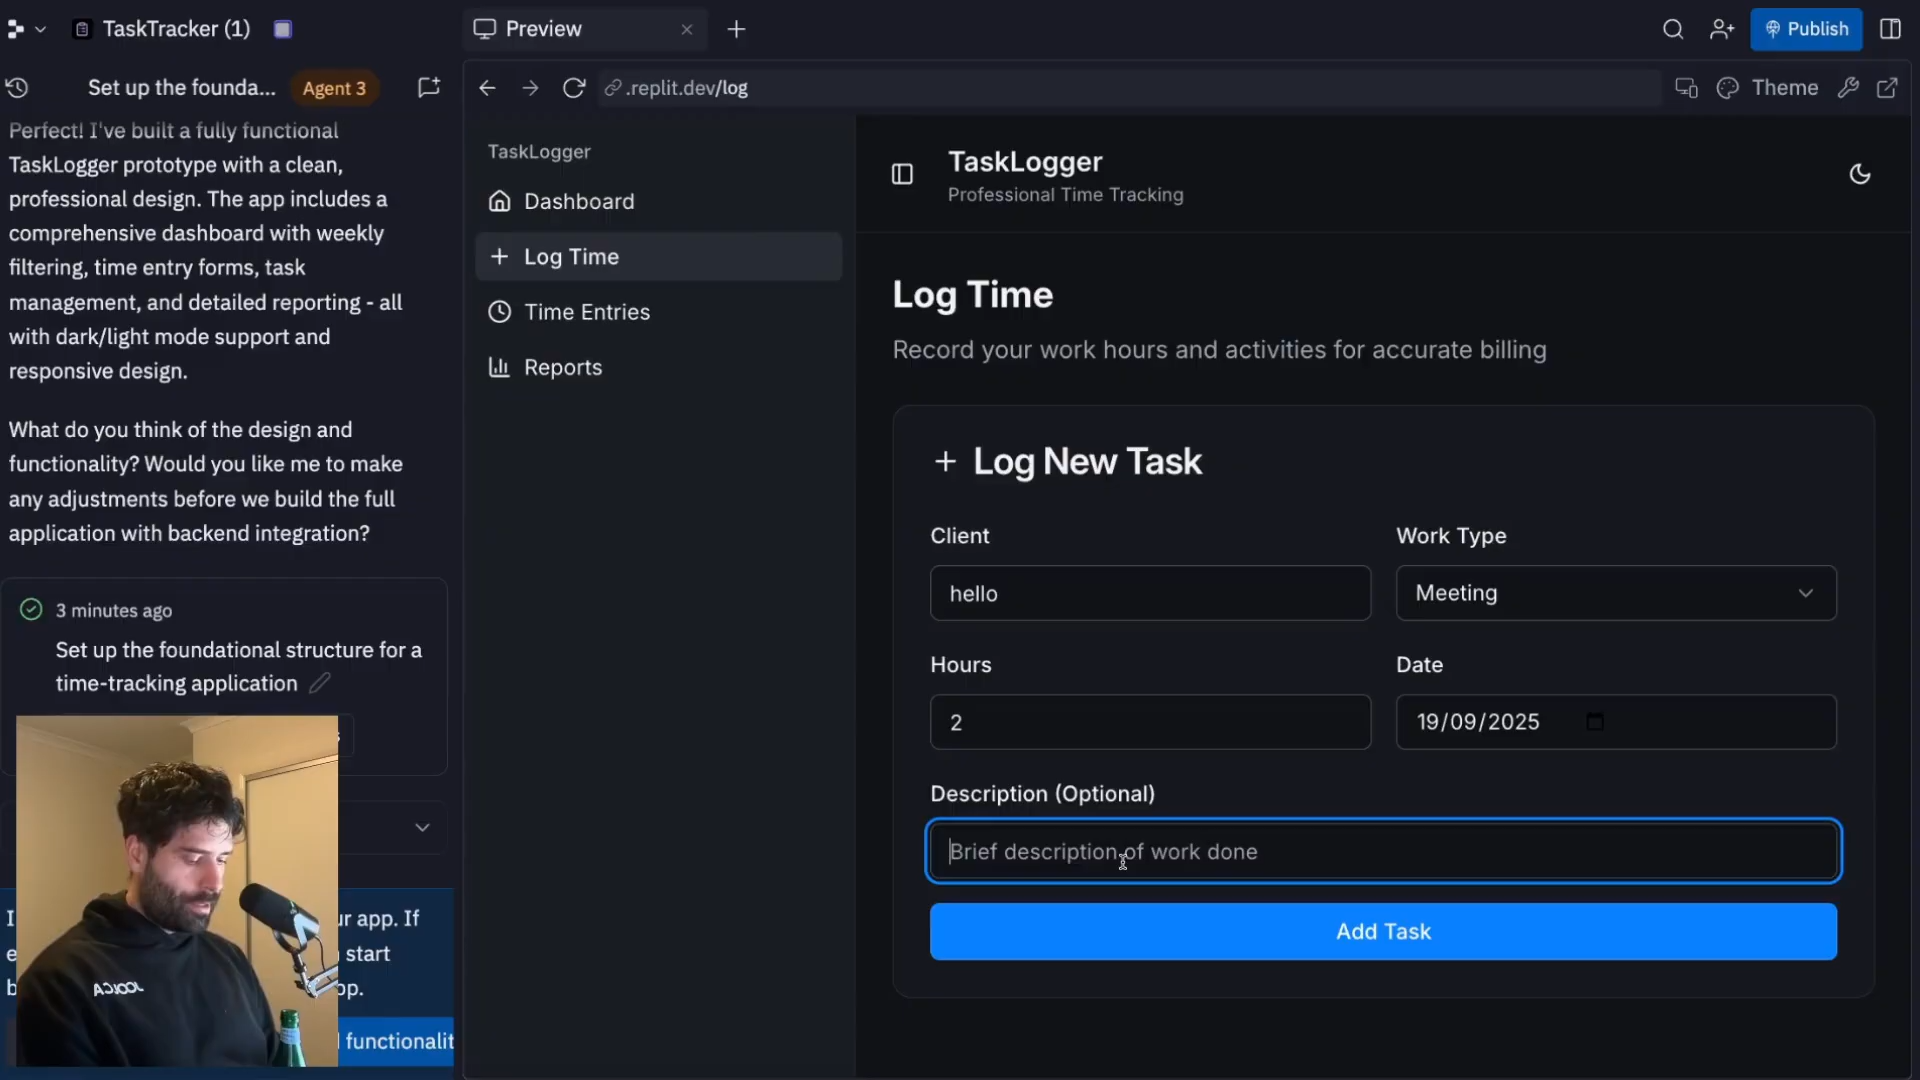 TaskTracker (1)
Preview
Publish
Set up the founda...
Agent 3
.replit.dev/log
Theme
Perfect! I've built a fully functional
TaskLogger prototype with a clean,
professional design. The app includes a
comprehensive dashboard with weekly
filtering, time entry forms, task
management, and detailed reporting - all
with dark/light mode support and
responsive design.
What do you think of the design and
functionality? Would you like me to make
any adjustments before we build the full
application with backend integration?
3 minutes ago
Set up the foundational structure for a
time-tracking application
app. If
start
functionalit
TaskLogger
Dashboard
Log Time
Time Entries
Reports
TaskLogger
Professional Time Tracking
Log Time
Record your work hours and activities for accurate billing
Log New Task
Client
Work Type
hello
Meeting
Hours
Date
2
19/09/2025
Description (Optional)
Brief description of work done
Add Task